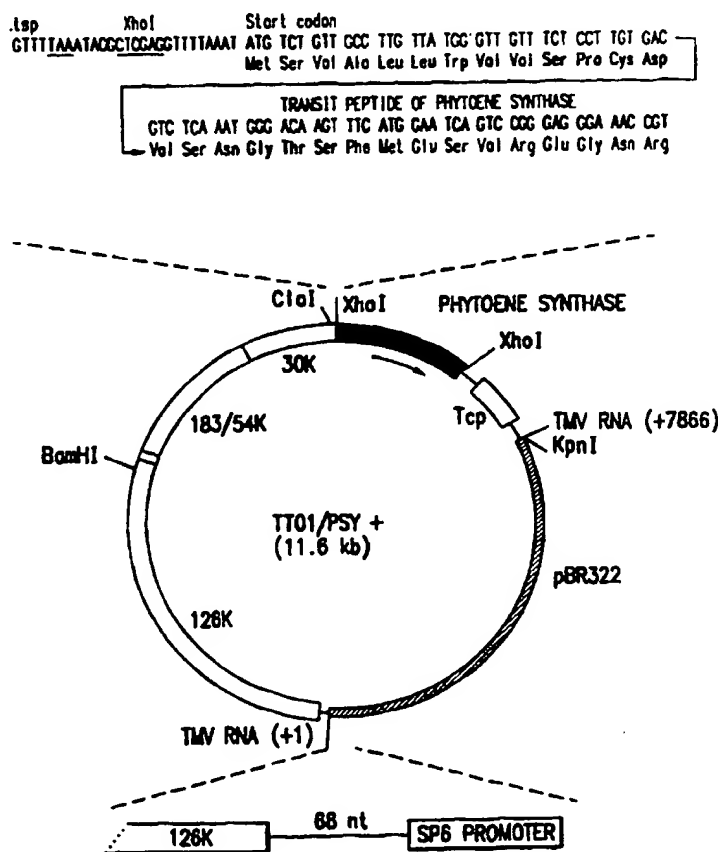 .tsp XhoI Start codon
GTTTTAAATACGCTCGAGGTTTTAAAT ATG TCT GTT GCC TTG TTA TGG GTT GTT TCT CCT TGT GAC
Met Ser Val Ala Leu Leu Trp Val Val Ser Pro Cys Asp
TRANSIT PEPTIDE OF PHYTOENE SYNTHASE
GTC TCA AAT GGG ACA AGT TTC ATG GAA TCA GTC CGG GAG GGA AAC CGT
Val Ser Asn Gly Thr Ser Phe Met Glu Ser Val Arg Glu Gly Asn Arg
ClaI XhoI PHYTOENE SYNTHASE
XhoI
30K
Tcp
TMV RNA (+7866)
KpnI
183/54K
BamHI
TTO1/PSY +
(11.6 kb)
pBR322
126K
TMV RNA (+1)
68 nt
126K SP6 PROMOTER